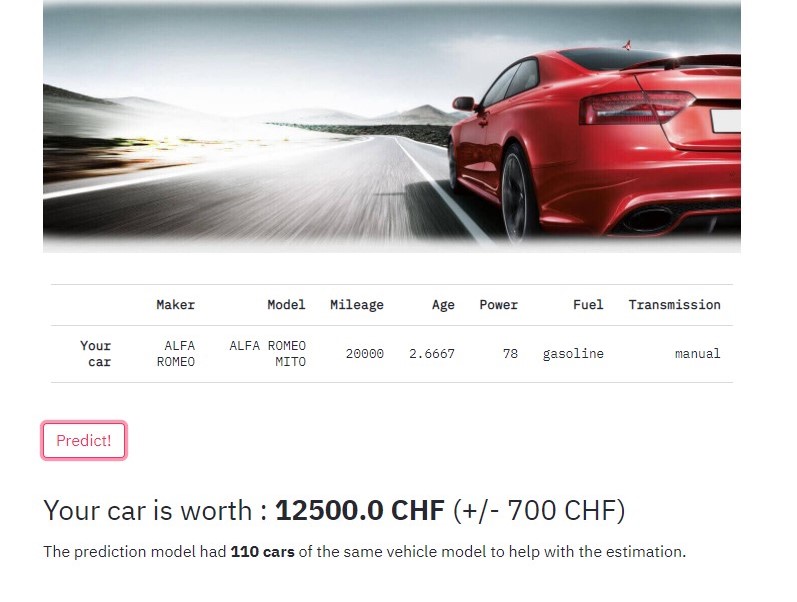 Maker Model Mileage Age Power Fuel Transmission
Your ALFA ALFA ROMEO 20000 2.6667 78 gasoline manual
car ROMEO MITO
Predict!
Your car is worth : 12500.0 CHF (+/- 700 CHF)
The prediction model had 110 cars of the same vehicle model to help with the estimation.